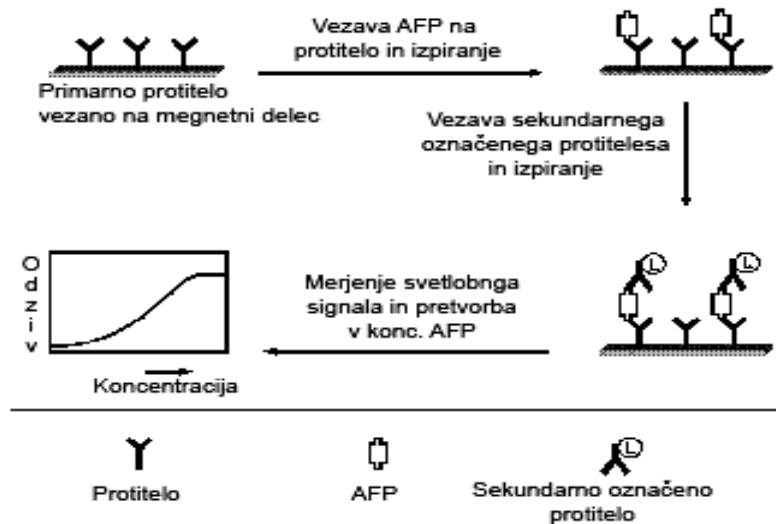 Vezava AFP na
protitelo in izpiranje
Primarno protitelo
vezano na megnetni delec
Vezava sekundarnega
označenega protitelesa
in izpiranje
L
L
Odziv
Merjenje svetlobnga
signala in pretvorba
v konc. AFP
Koncentracija
L
Protitelo
AFP
Sekundarno označeno
protitelo